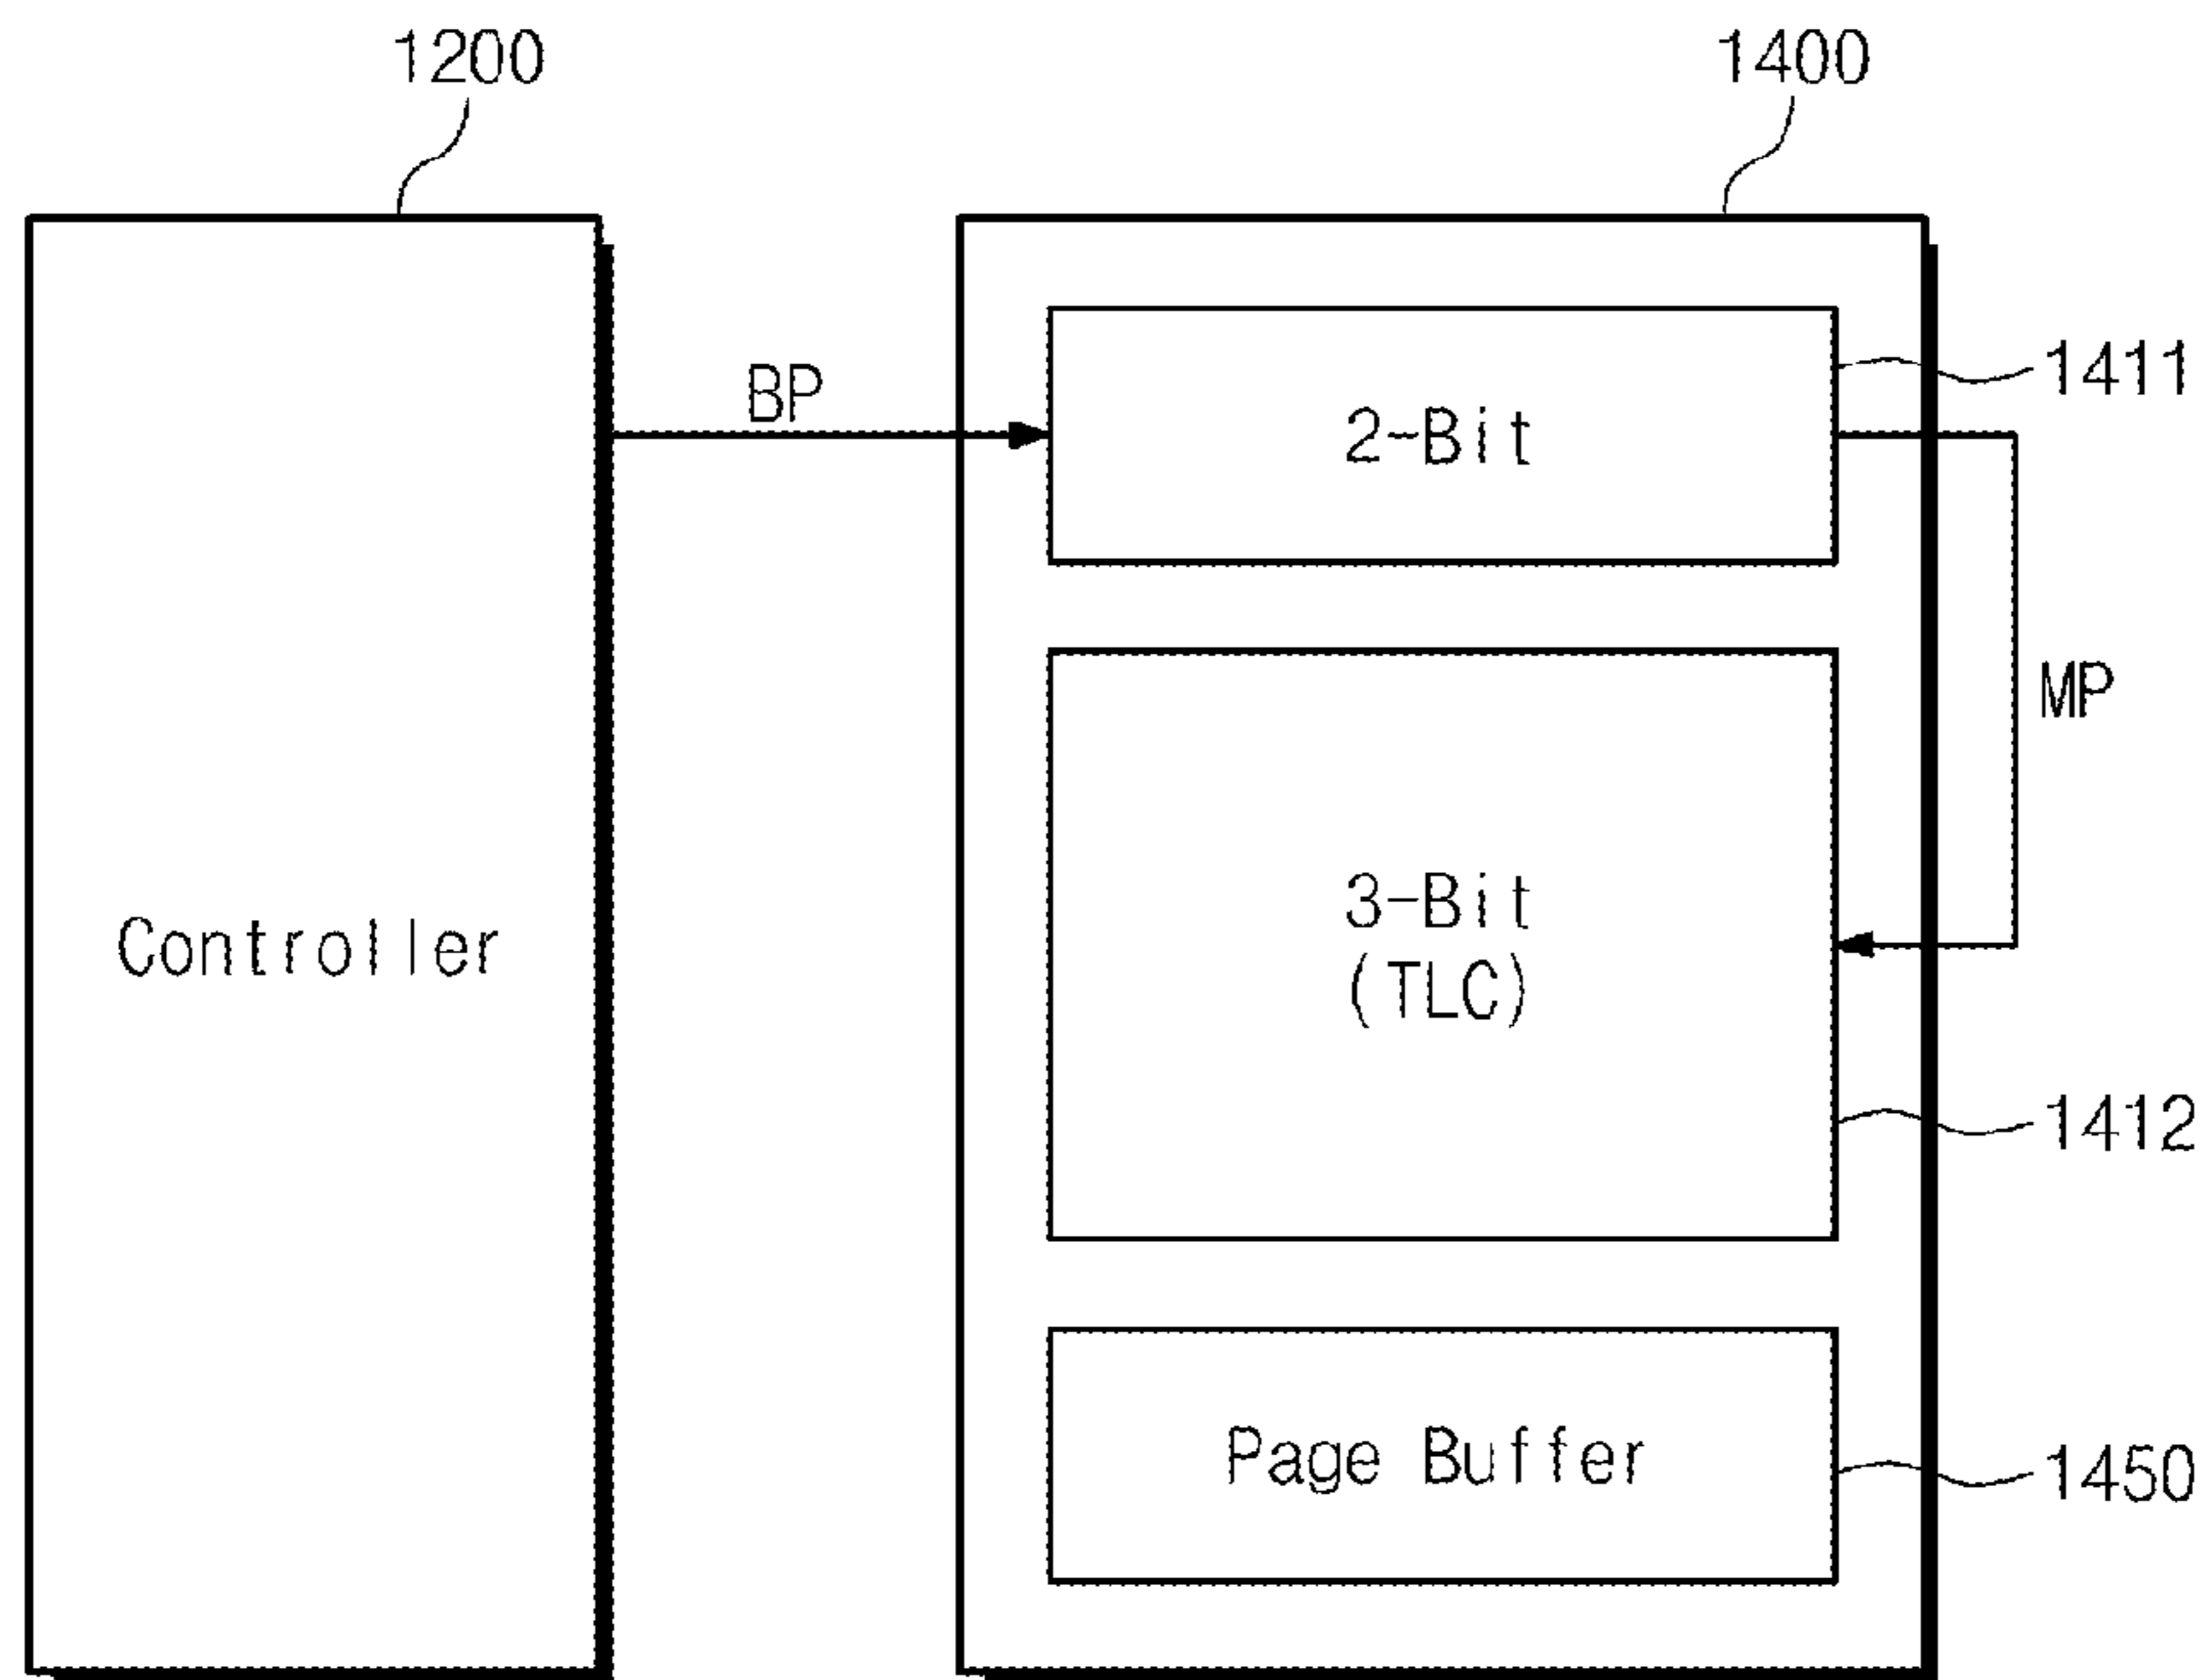 1200
1400
1411
BP
2-Bit
MP
3-Bit
(TLC)
Controller
1412
Page Buffer
1450